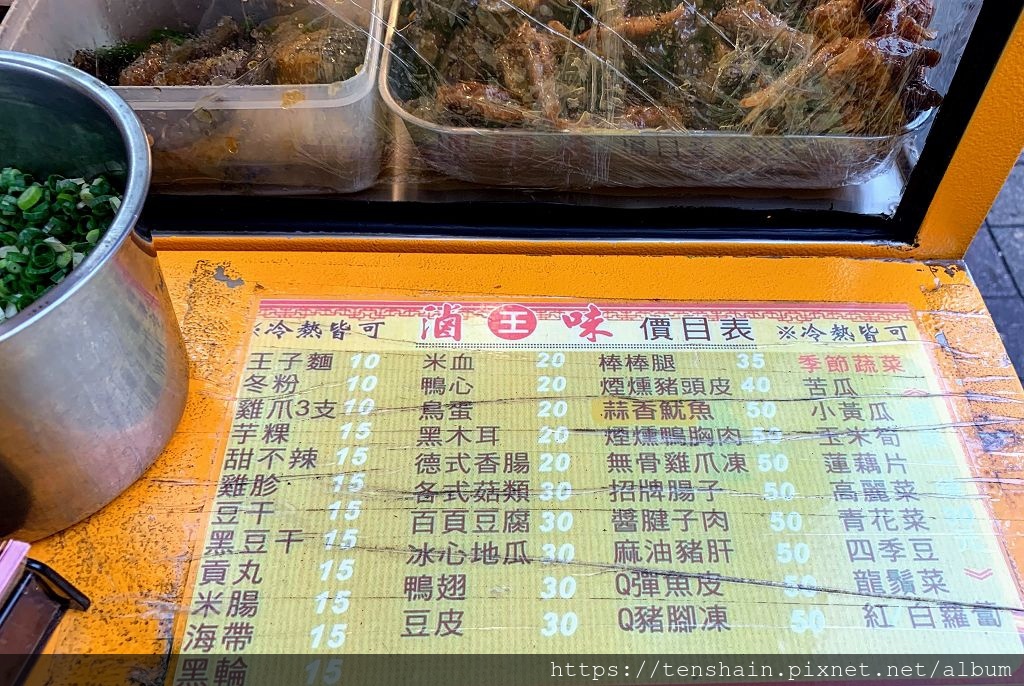 ※冷熱皆可 滷王味 價目表 ※冷熱皆可
王子麵 10 米血 20 棒棒腿 35 季節蔬菜
冬粉 10 鴨心 20 煙燻豬頭皮 40 苦瓜
雞爪3支 10 鳥蛋 20 蒜香魷魚 50 小黃瓜
芋粿 15 黑木耳 20 煙燻鴨胸肉 50 玉米筍
甜不辣 15 德式香腸 20 無骨雞爪凍 50 蓮藕片
雞胗 15 各式菇類 30 招牌腸子 50 高麗菜
豆干 15 百頁豆腐 30 醬腱子肉 50 青花菜
黑豆干 15 冰心地瓜 30 麻油豬肝 50 四季豆
貢丸 15 鴨翅 30 Q彈魚皮 50 龍鬚菜
米腸 15 豆皮 30 Q豬腳凍 50 紅/白蘿蔔
海帶 15
黑輪 15
https://tenshain.pixnet.net/album